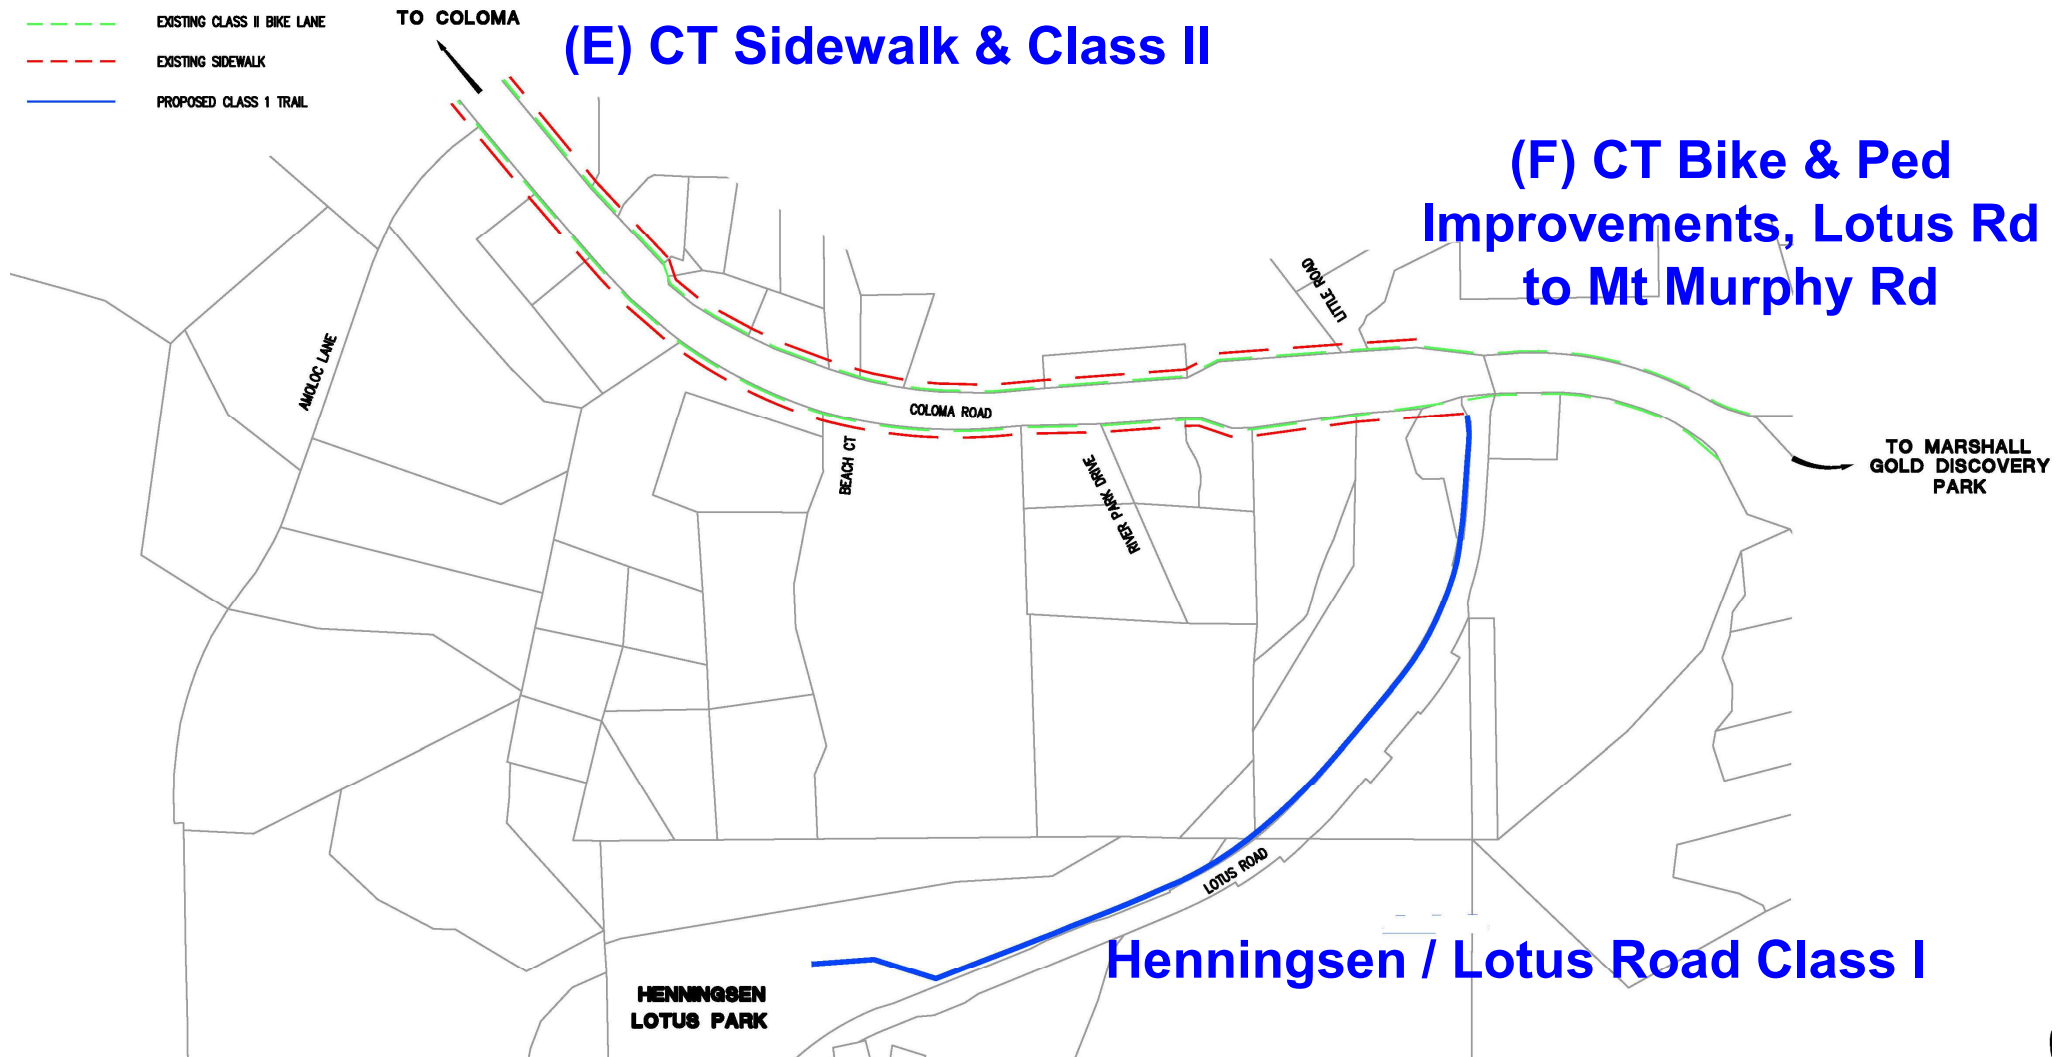 EXISTING CLASS II BIKE LANE
EXISTING SIDEWALK
PROPOSED CLASS 1 TRAIL
TO COLOMA
(E) CT Sidewalk & Class II
(F) CT Bike & Ped
Improvements, Lotus Rd
to Mt Murphy Rd
LITTLE ROAD
AMOLOC LANE
COLOMA ROAD
BEACH CT
RIVER PARK DRIVE
TO MARSHALL
GOLD DISCOVERY
PARK
LOTUS ROAD
Henningsen / Lotus Road Class I
HENNINGSEN
LOTUS PARK